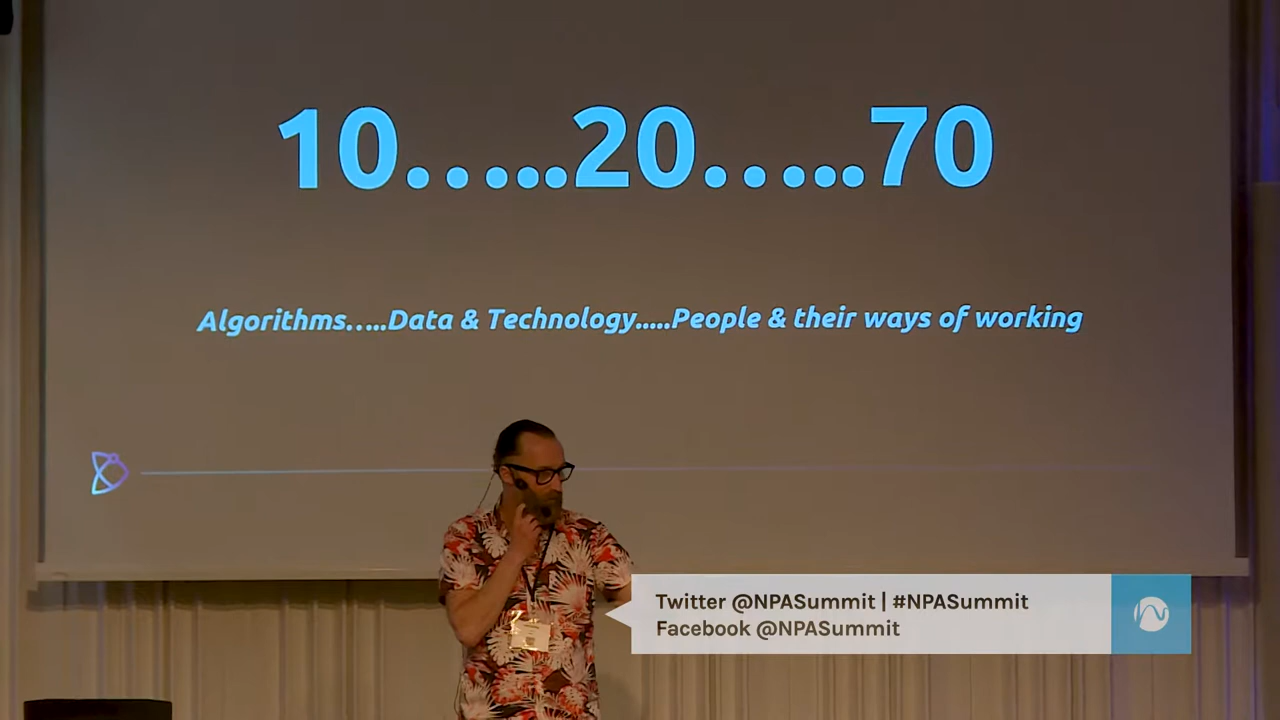 10…..20…..70
Algorithms…..Data & Technology.....People & their ways of working
Twitter @NPASummit | #NPASummit
Facebook @NPASummit